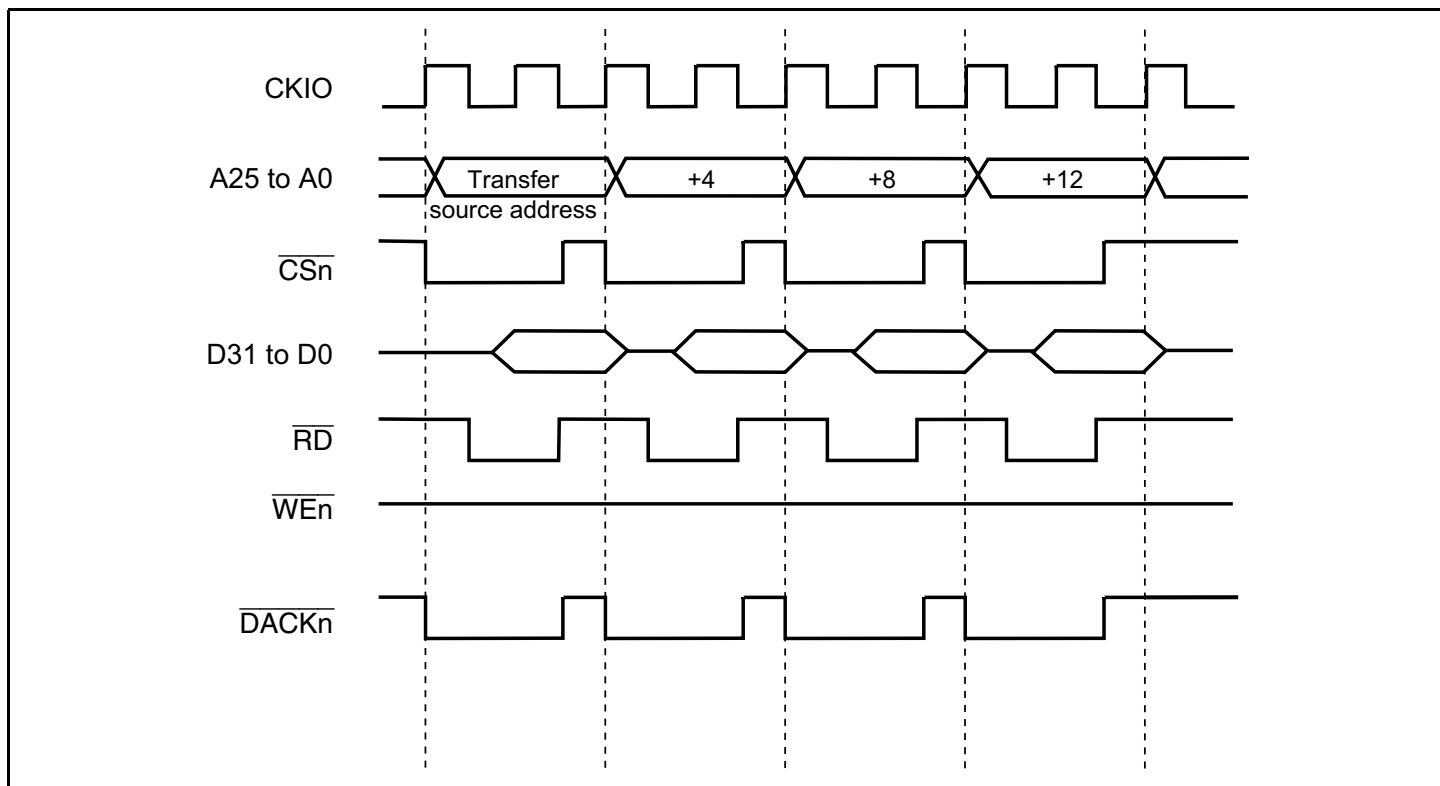 CKIO
A25 to A0
Transfer
source address
+4
+8
+12
CSn
D31 to D0
RD
WEn
DACKn